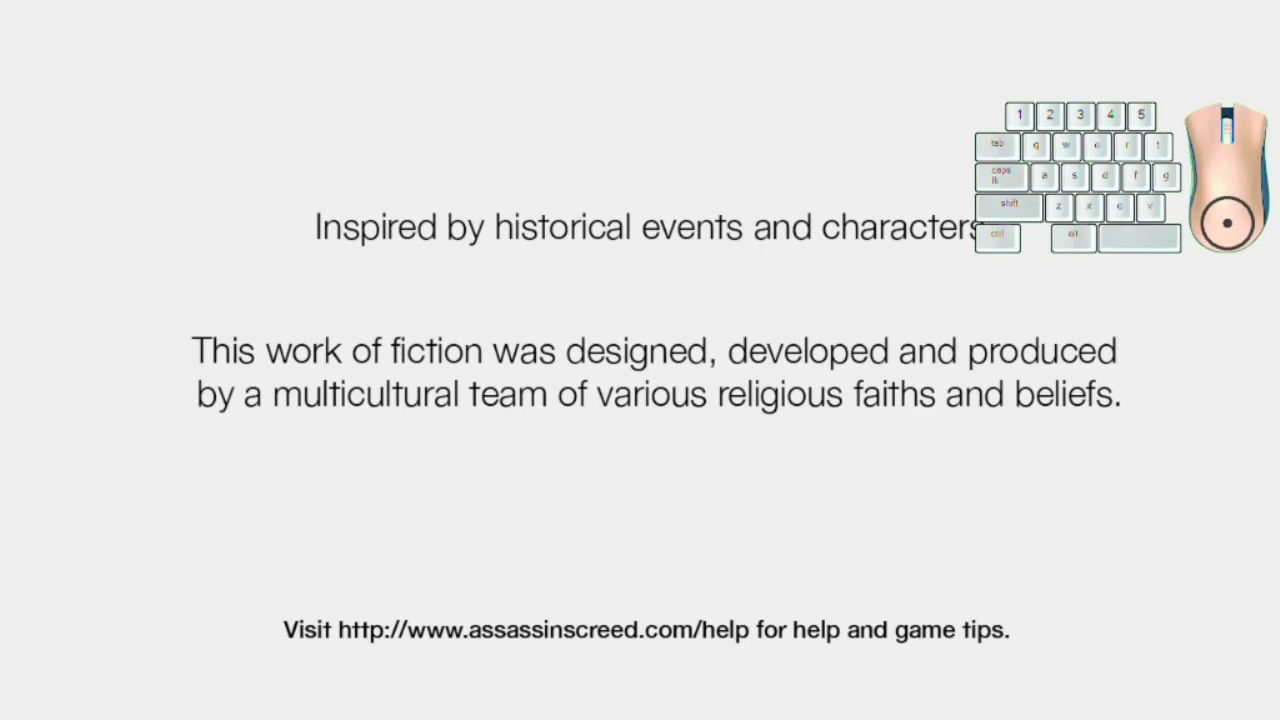 1 2 3 4 5
tab q w e r t
caps
lk
a s d f g
shift z x c v
Inspired by historical events and characters
ctrl alt
This work of fiction was designed, developed and produced
by a multicultural team of various religious faiths and beliefs.
Visit http://www.assassinscreed.com/help for help and game tips.